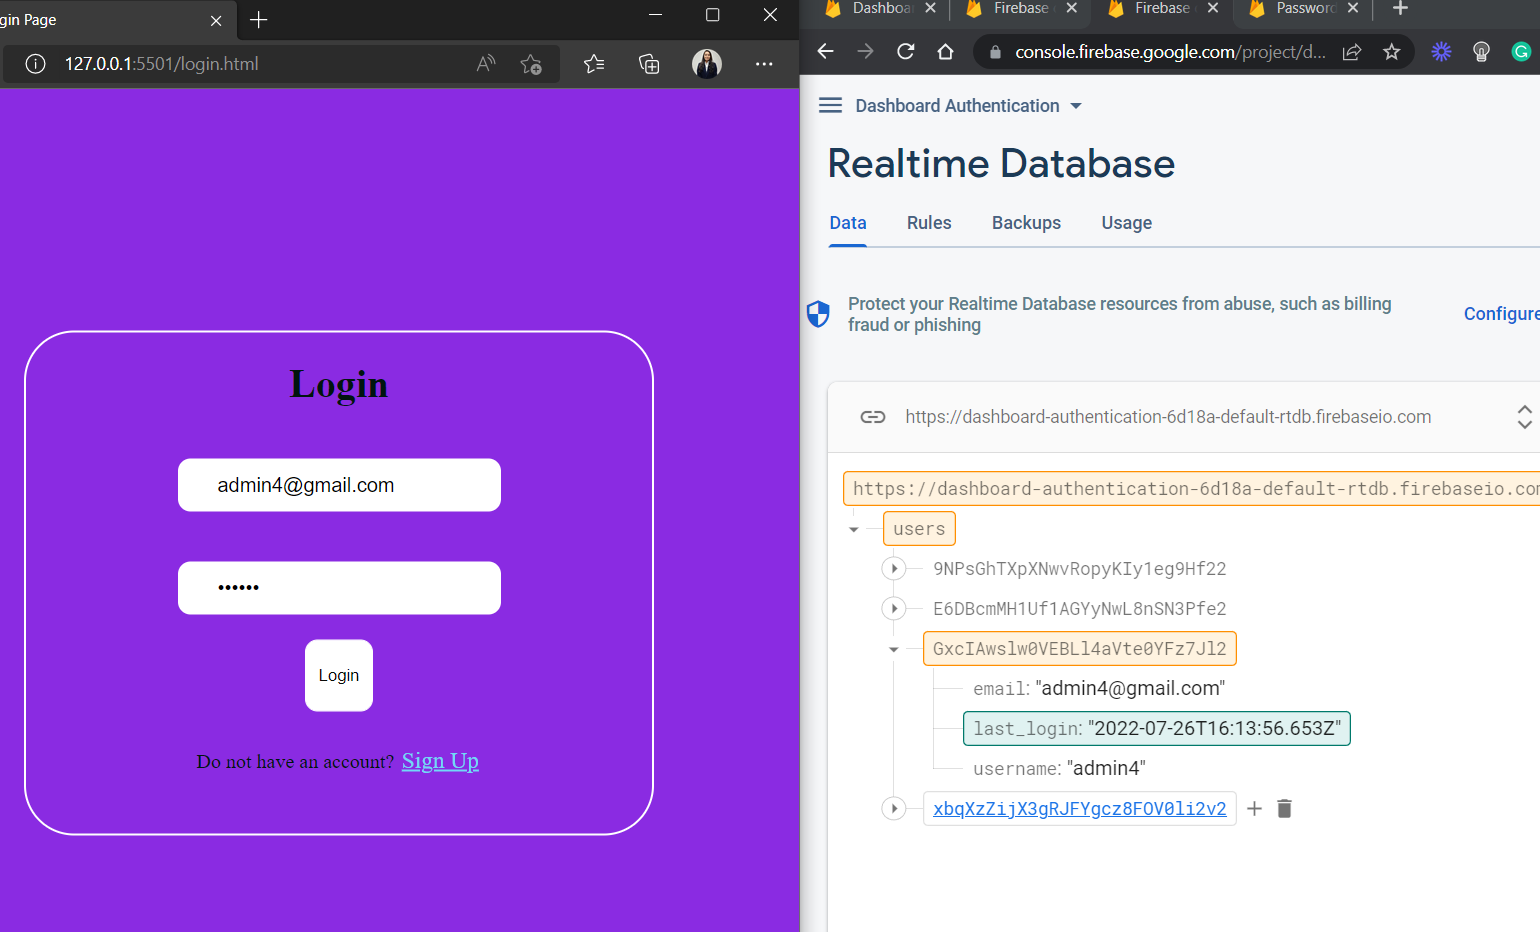 gin Page
127.0.0.1:5501/login.html
Login
admin4@gmail.com
••••••
Login
Do not have an account? Sign Up
Dashboa
Firebase
Firebase
Password
console.firebase.google.com/project/d...
Dashboard Authentication
Realtime Database
Data Rules Backups Usage
Protect your Realtime Database resources from abuse, such as billing
fraud or phishing
Configure
https://dashboard-authentication-6d18a-default-rtdb.firebaseio.com
https://dashboard-authentication-6d18a-default-rtdb.firebaseio.com
users
9NPsGhTXpXNwvRopyKIy1eg9Hf22
E6DBcmMH1Uf1AGYyNwL8nSN3Pfe2
GxcIAwslw0VEBLl4aVte0YFz7Jl2
email: "admin4@gmail.com"
last_login: "2022-07-26T16:13:56.653Z"
username: "admin4"
xbqXzZijX3gRJFYgcz8FOV0li2v2